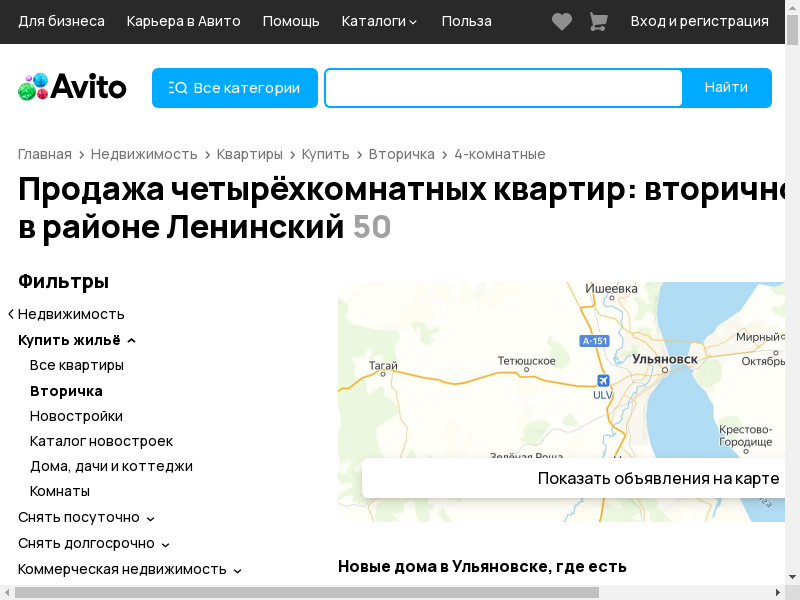 Для бизнеса Карьера в Авито Помощь Каталоги Польза Вход и регистрация
Avito Все категории Найти
Главная Недвижимость Квартиры Купить Вторичка 4-комнатные
Продажа четырёхкомнатных квартир: вторично
в районе Ленинский 50
Фильтры
Недвижимость
Купить жильё
Все квартиры
Вторичка
Новостройки
Каталог новостроек
Дома, дачи и коттеджи
Комнаты
Снять посуточно
Снять долгосрочно
Коммерческая недвижимость
Ишеевка
А-151
Мирный
Тагай
Тетюшское
Ульяновск
Октябрь
ULV
Крестово-
Городище
Зелёная Роща
Показать объявления на карте
Новые дома в Ульяновске, где есть